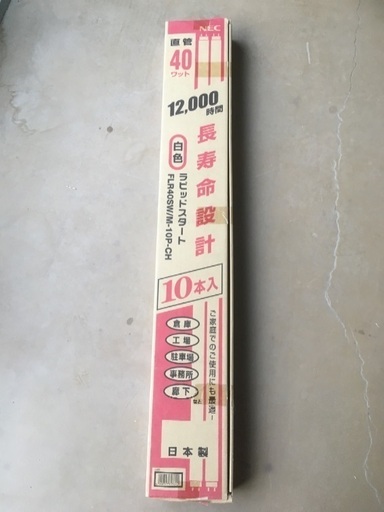 NEC
直管
40
ワット
12,000
時間
長寿命設計
白色
ラピッドスタート
FLR40SW/M-10P-CH
10本入
倉庫
工場
駐車場
事務所
廊下
ご家庭でのご使用にも最適
日本製